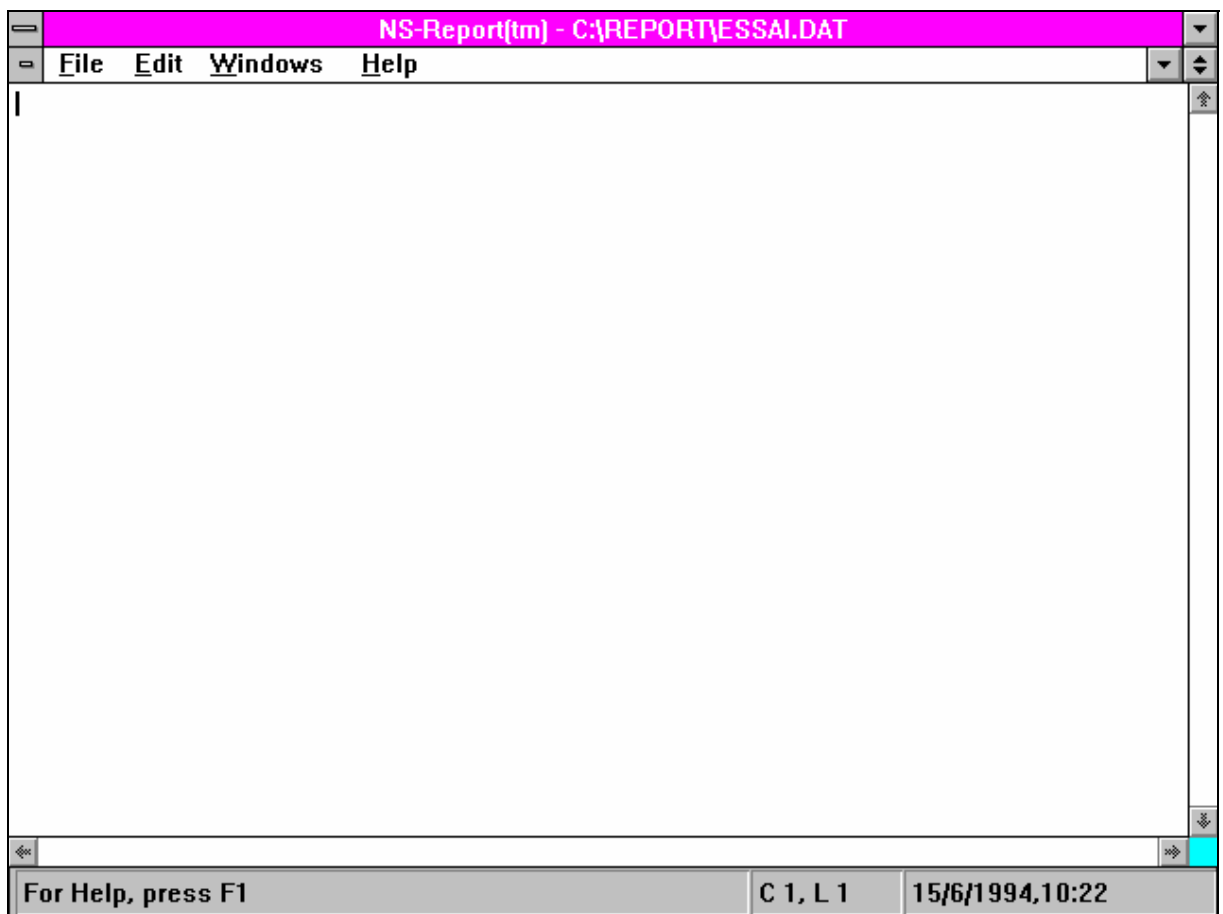 NS-Report(tm) - C:\REPORT\ESSAI.DAT
File Edit Windows Help
For Help, press F1 C 1, L 1 15/6/1994,10:22